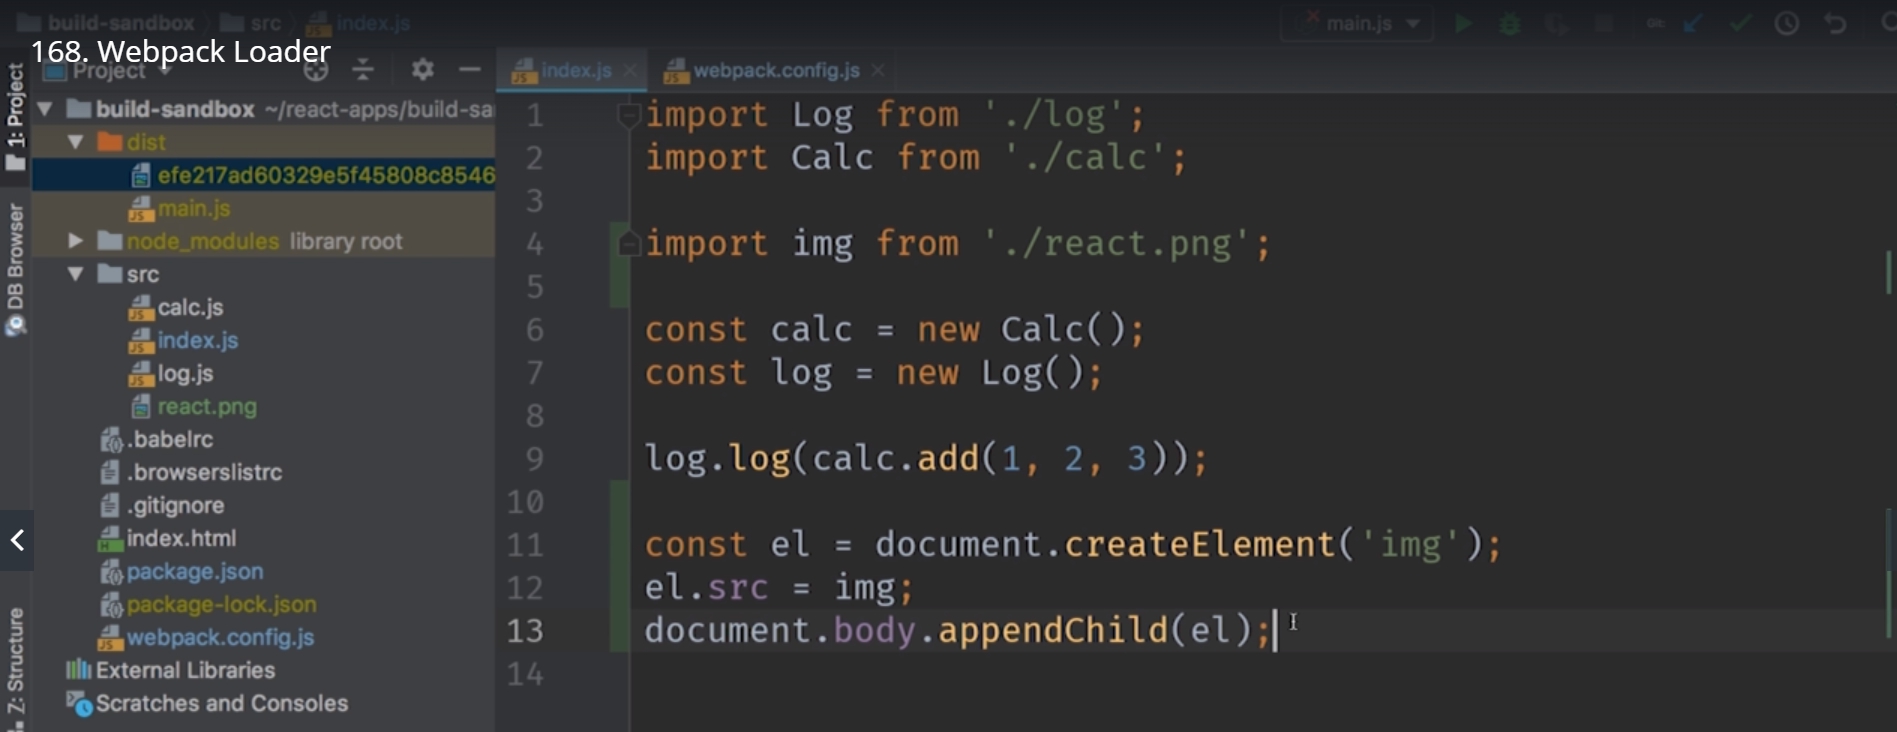 build-sandbox src index.js main.js Git:
168. Webpack Loader
Project
index.js
webpack.config.js
1: Project
DB Browser
Z: Structure
build-sandbox ~/react-apps/build-sa
dist
efe217ad60329e5f45808c8546
main.js
node_modules library root
src
calc.js
index.js
log.js
react.png
.babelrc
.browserslistrc
.gitignore
index.html
package.json
package-lock.json
webpack.config.js
External Libraries
Scratches and Consoles
1 import Log from './log';
2 import Calc from './calc';
3
4 import img from './react.png';
5
6 const calc = new Calc();
7 const log = new Log();
8
9 log.log(calc.add(1, 2, 3));
10
11 const el = document.createElement('img');
12 el.src = img;
13 document.body.appendChild(el);
14